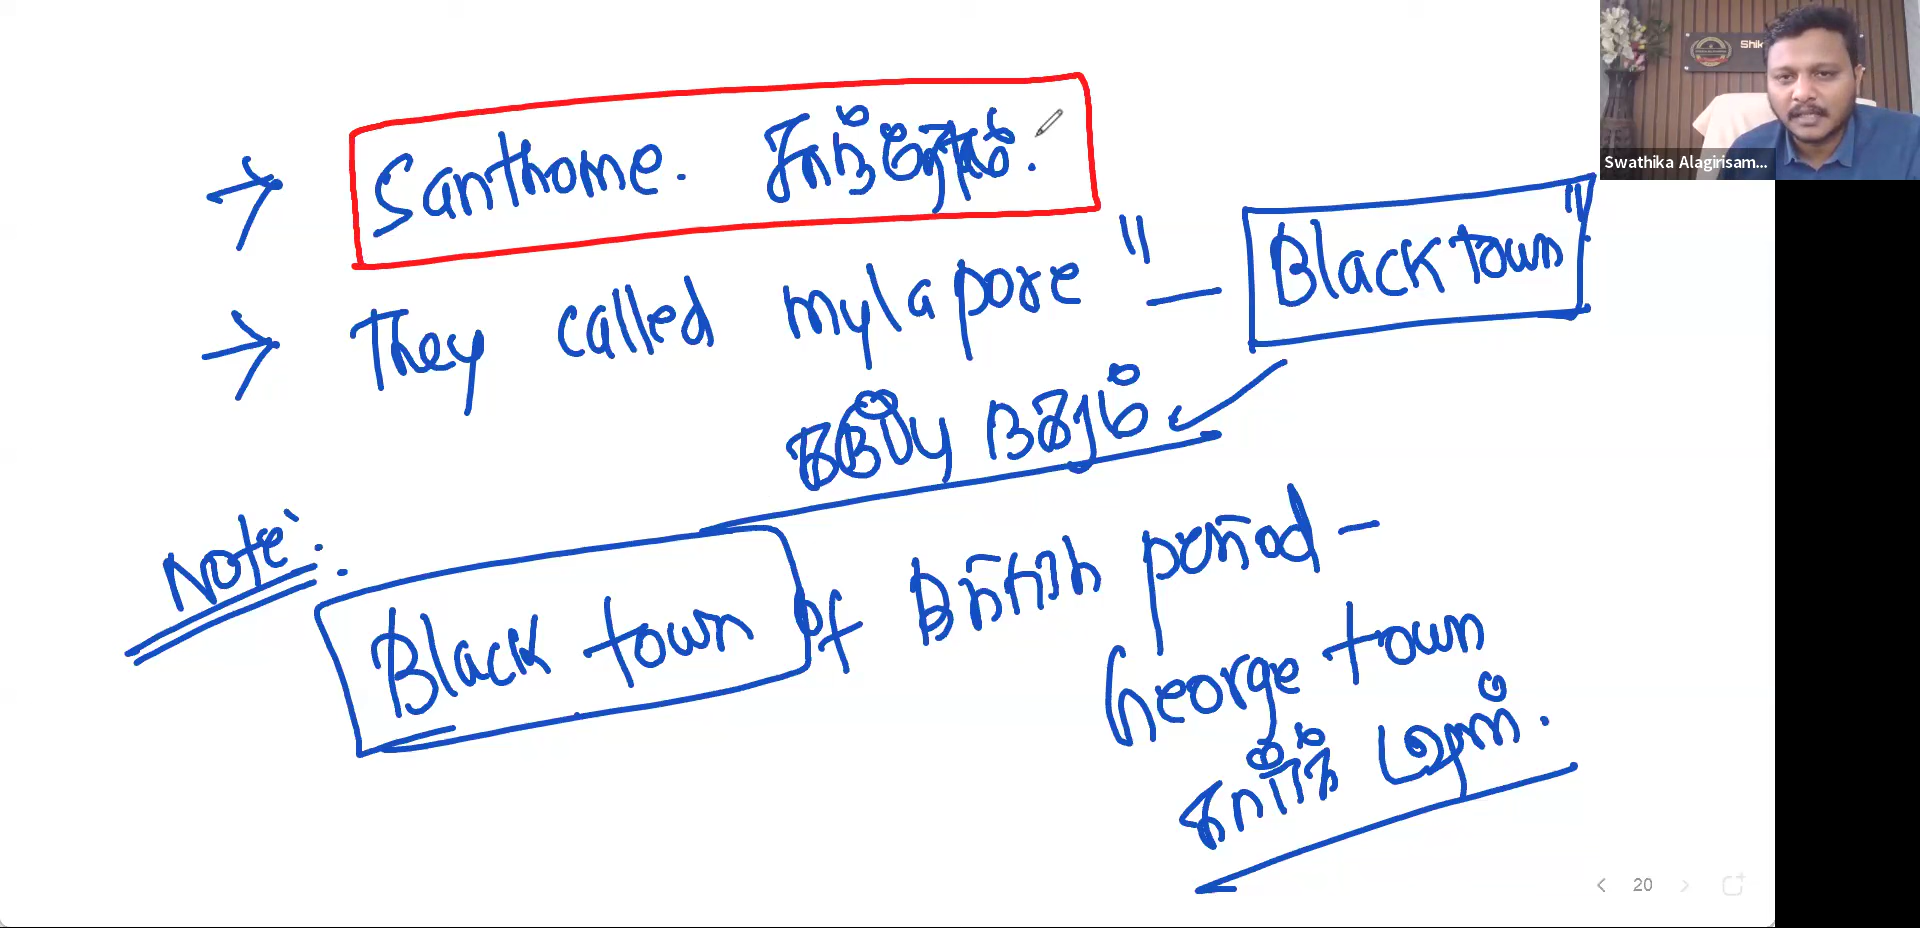 → Santhome. சாந்தோம்.
→ They called mylapore " — Black town"
கருப்பு நகரம்
Note:
Black town of British period –
George town
ஜார்ஜ் டவுன்.
Shik
Swathika Alagirisam...
20